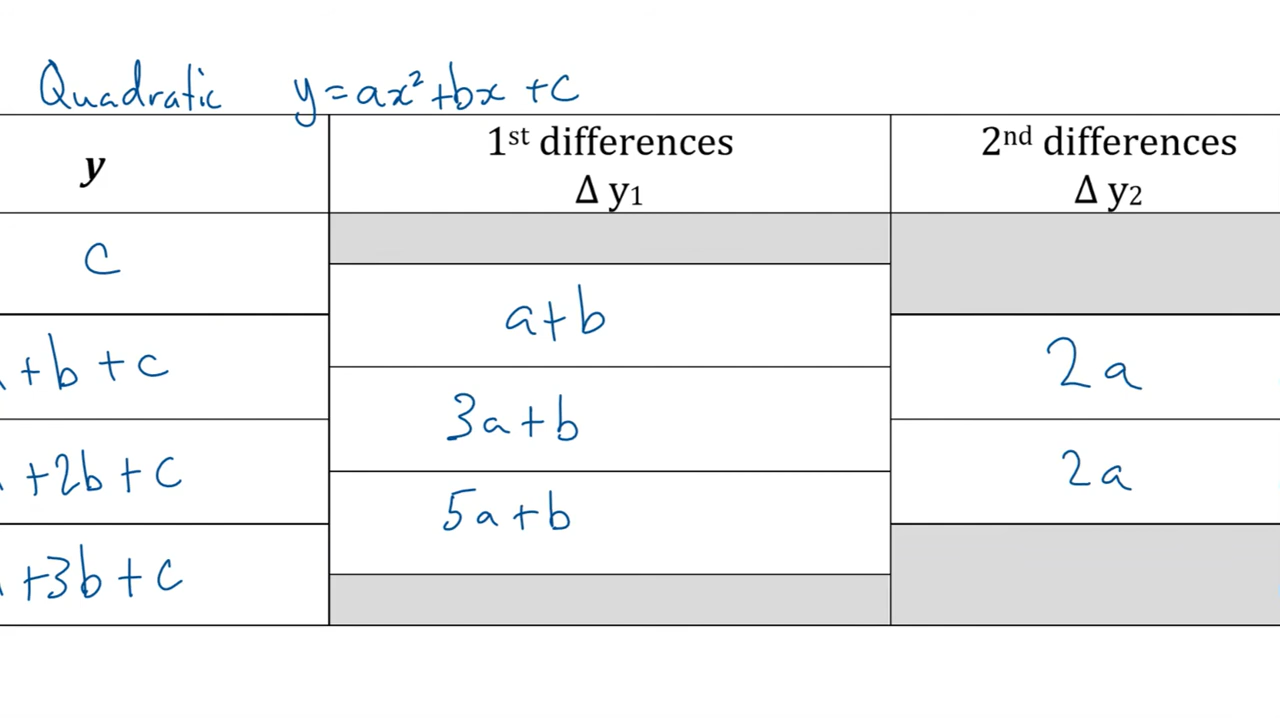 Quadratic y=ax²+bx+c
y
1st differences
Δ y1
2nd differences
Δ y2
c
a+b
+b+c
2a
3a+b
+2b+c
2a
5a+b
+3b+c